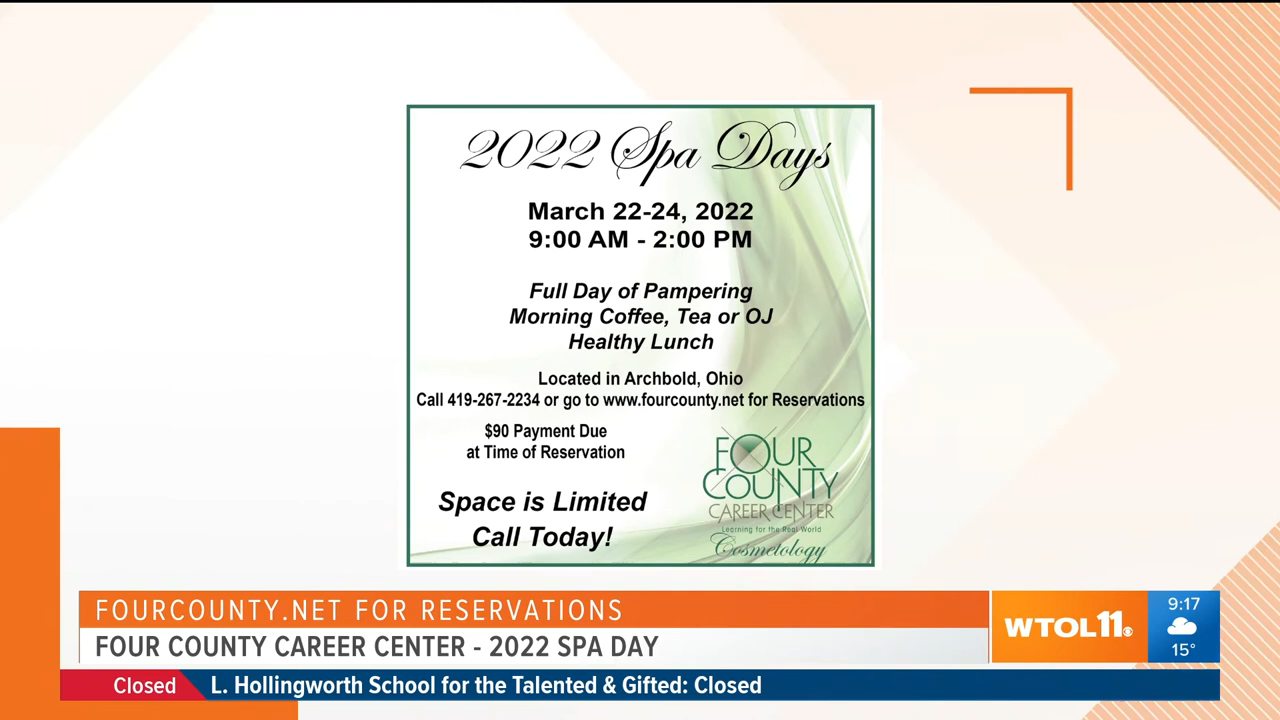 2022 Spa Days
March 22-24, 2022
9:00 AM - 2:00 PM
Full Day of Pampering
Morning Coffee, Tea or OJ
Healthy Lunch
Located in Archbold, Ohio
Call 419-267-2234 or go to www.fourcounty.net for Reservations
$90 Payment Due
at Time of Reservation
Space is Limited
Call Today!
FOUR
COUNTY
CAREER CENTER
Learning for the Real World
Cosmetology
FOURCOUNTY.NET FOR RESERVATIONS
FOUR COUNTY CAREER CENTER - 2022 SPA DAY
WTOL11
9:17
15°
Closed L. Hollingworth School for the Talented & Gifted: Closed